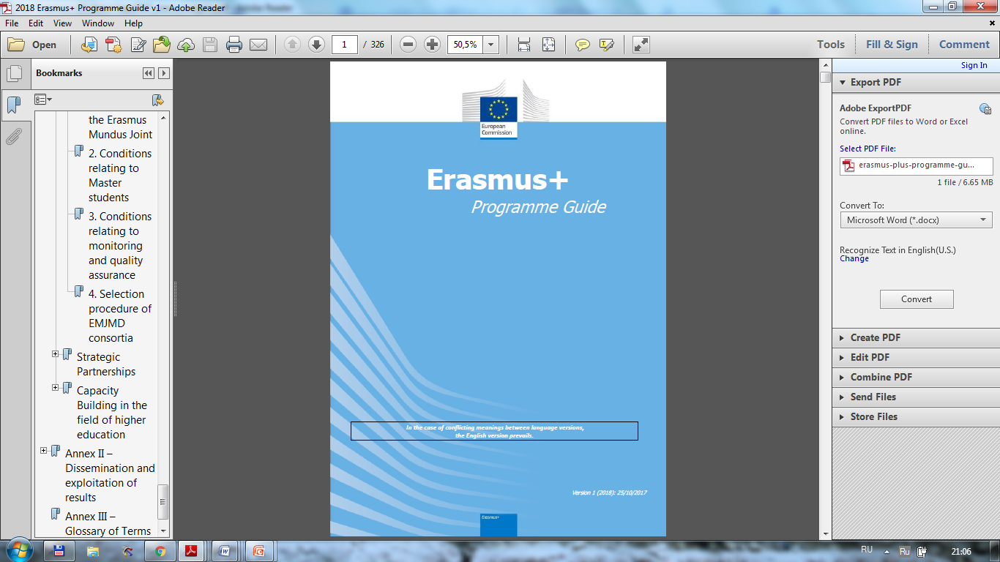 2018 Erasmus+ Programme Guide v1 - Adobe Reader
File Edit View Window Help
Open 1 / 326 50,5% Tools Fill & Sign Comment
Bookmarks
the Erasmus
Mundus Joint
2. Conditions
relating to
Master
students
3. Conditions
relating to
monitoring
and quality
assurance
4. Selection
procedure of
EMJMD
consortia
Strategic
Partnerships
Capacity
Building in the
field of higher
education
Annex II –
Dissemination and
exploitation of
results
Annex III –
Glossary of Terms
European
Commission
Erasmus+
Programme Guide
In the case of conflicting meanings between language versions,
the English version prevails.
Version 1 (2018): 25/10/2017
Erasmus+
Sign In
Export PDF
Adobe ExportPDF
Convert PDF files to Word or Excel
online.
Select PDF File:
erasmus-plus-programme-gu...
1 file / 6.65 MB
Convert To:
Microsoft Word (*.docx)
Recognize Text in English(U.S.)
Change
Convert
Create PDF
Edit PDF
Combine PDF
Send Files
Store Files
RU Ru 21:06